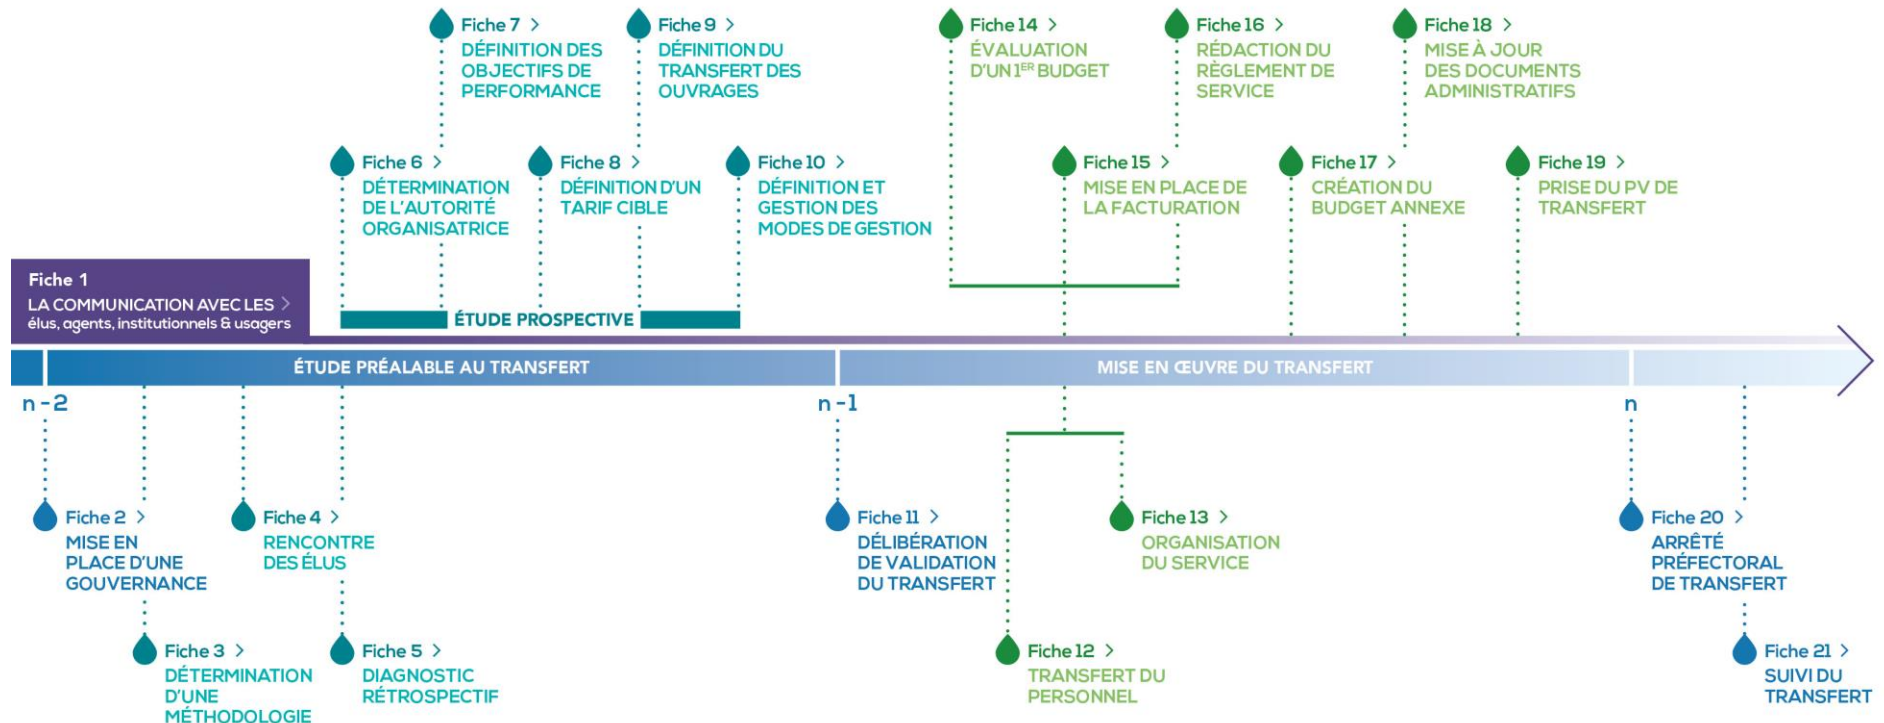 Fiche 7 >
DÉFINITION DES
OBJECTIFS DE
PERFORMANCE
Fiche 9 >
DÉFINITION DU
TRANSFERT DES
OUVRAGES
Fiche 14 >
ÉVALUATION
D'UN 1ER BUDGET
Fiche 16 >
RÉDACTION DU
RÈGLEMENT DE
SERVICE
Fiche 18 >
MISE À JOUR
DES DOCUMENTS
ADMINISTRATIFS
Fiche 6 >
DÉTERMINATION
DE L'AUTORITÉ
ORGANISATRICE
Fiche 8 >
DÉFINITION D'UN
TARIF CIBLE
Fiche 10 >
DÉFINITION ET
GESTION DES
MODES DE GESTION
Fiche 15 >
MISE EN PLACE DE
LA FACTURATION
Fiche 17 >
CRÉATION DU
BUDGET ANNEXE
Fiche 19 >
PRISE DU PV DE
TRANSFERT
Fiche 1
LA COMMUNICATION AVEC LES >
élus, agents, institutionnels & usagers
ÉTUDE PROSPECTIVE
ÉTUDE PRÉALABLE AU TRANSFERT
MISE EN ŒUVRE DU TRANSFERT
n - 2
n - 1
n
Fiche 2 >
MISE EN
PLACE D'UNE
GOUVERNANCE
Fiche 4 >
RENCONTRE
DES ÉLUS
Fiche 11 >
DÉLIBÉRATION
DE VALIDATION
DU TRANSFERT
Fiche 13 >
ORGANISATION
DU SERVICE
Fiche 20 >
ARRÊTÉ
PRÉFECTORAL
DE TRANSFERT
Fiche 3 >
DÉTERMINATION
D'UNE
MÉTHODOLOGIE
Fiche 5 >
DIAGNOSTIC
RÉTROSPECTIF
Fiche 12 >
TRANSFERT DU
PERSONNEL
Fiche 21 >
SUIVI DU
TRANSFERT